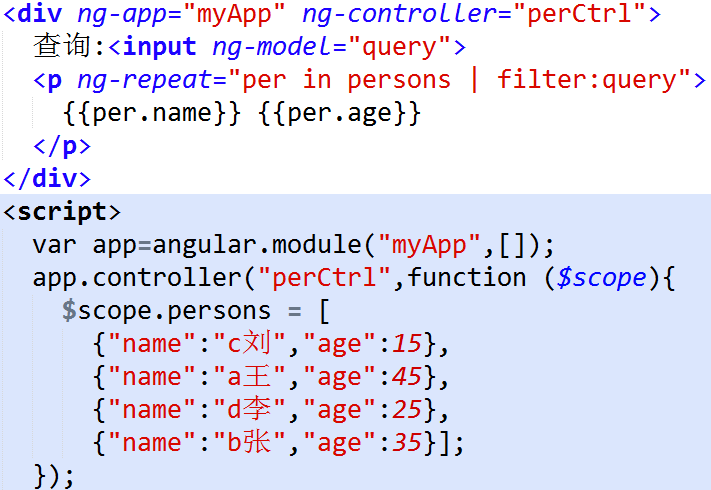 <div ng-app="myApp" ng-controller="perCtrl">
  查询:<input ng-model="query">
  <p ng-repeat="per in persons | filter:query">
    {{per.name}} {{per.age}}
  </p>
</div>
<script>
  var app=angular.module("myApp",[]);
  app.controller("perCtrl",function ($scope){
    $scope.persons = [
      {"name":"c刘","age":15},
      {"name":"a王","age":45},
      {"name":"d李","age":25},
      {"name":"b张","age":35}];
  });